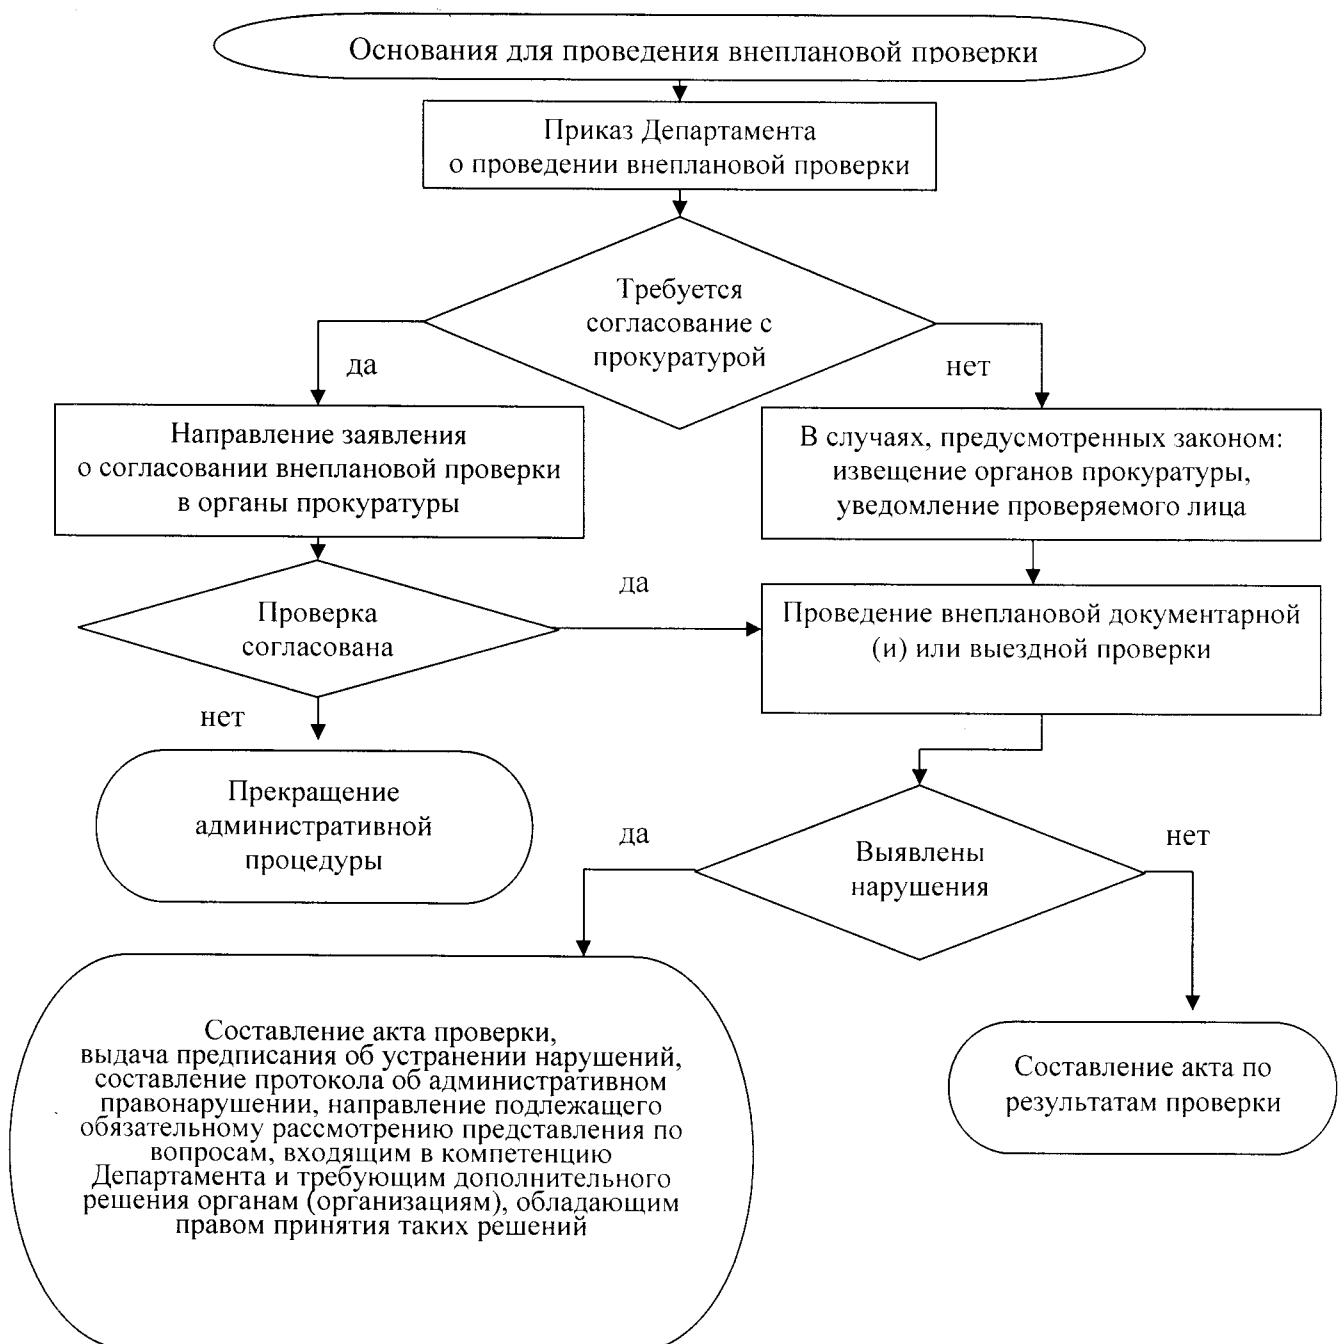 Основания для проведения внеплановой проверки
Приказ Департамента
о проведении внеплановой проверки
Требуется
согласование с
прокуратурой
да
нет
Направление заявления
о согласовании внеплановой проверки
в органы прокуратуры
В случаях, предусмотренных законом:
извещение органов прокуратуры,
уведомление проверяемого лица
Проверка
согласована
да
Проведение внеплановой документарной
(и) или выездной проверки
нет
Прекращение
административной
процедуры
да
Выявлены
нарушения
нет
Составление акта проверки,
выдача предписания об устранении нарушений,
составление протокола об административном
правонарушении, направление подлежащего
обязательному рассмотрению представления по
вопросам, входящим в компетенцию
Департамента и требующим дополнительного
решения органам (организациям), обладающим
правом принятия таких решений
Составление акта по
результатам проверки